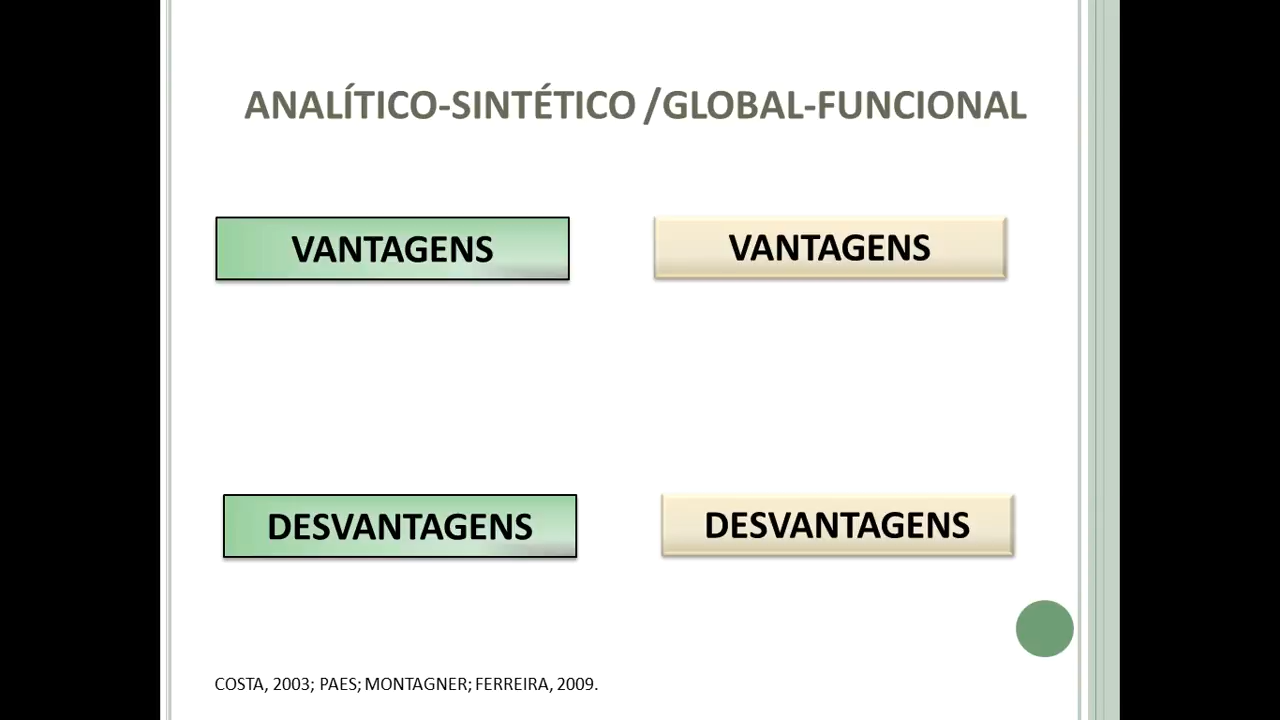 ANALÍTICO-SINTÉTICO /GLOBAL-FUNCIONAL
VANTAGENS
VANTAGENS
DESVANTAGENS
DESVANTAGENS
COSTA, 2003; PAES; MONTAGNER; FERREIRA, 2009.